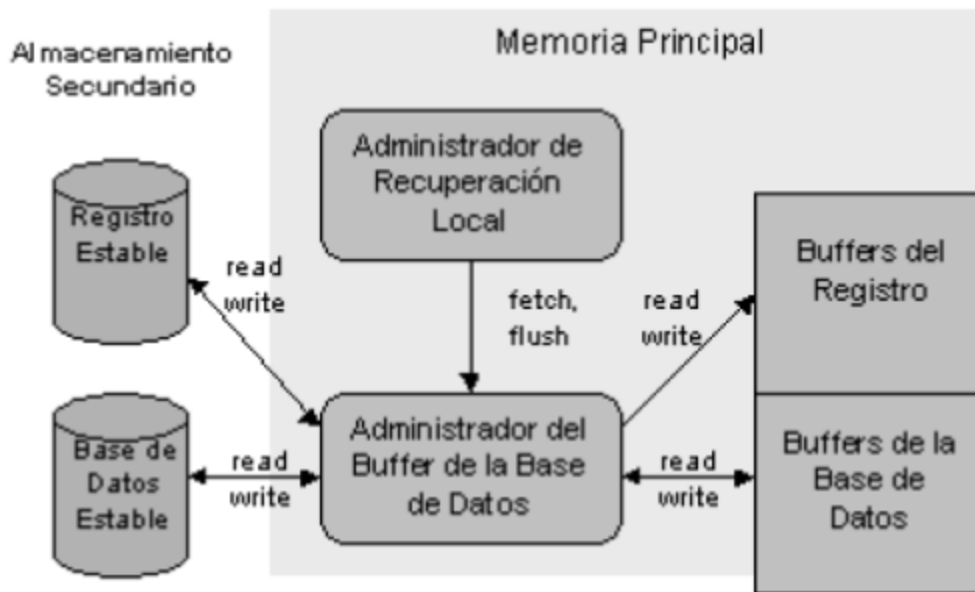 Almacenamiento
Secundario
Memoria Principal
Administrador de
Recuperación
Local
Registro
Estable
read
write
fetch,
flush
read
write
Buffers del
Registro
Base de
Datos
Estable
read
write
Administrador del
Buffer de la Base
de Datos
read
write
Buffers de la
Base de
Datos